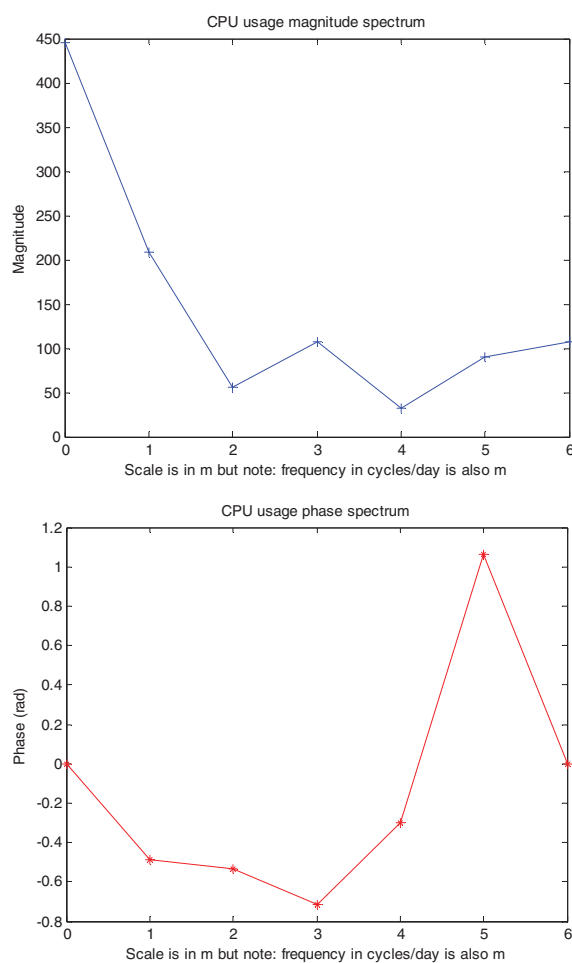 CPU usage magnitude spectrum
450
400
350
300
250
200
150
100
50
0
Magnitude
0 1 2 3 4 5 6
Scale is in m but note: frequency in cycles/day is also m
CPU usage phase spectrum
1.2
1
0.8
0.6
0.4
0.2
0
-0.2
-0.4
-0.6
-0.8
Phase (rad)
0 1 2 3 4 5 6
Scale is in m but note: frequency in cycles/day is also m